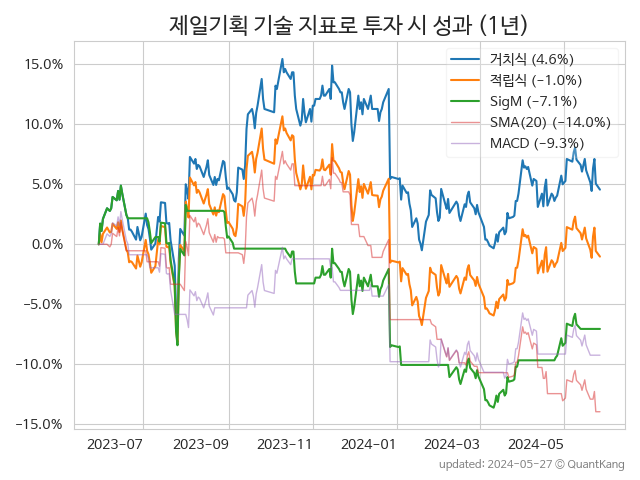 제일기획 기술 지표로 투자 시 성과 (1년)
거치식 (4.6%)
적립식 (−1.0%)
SigM (−7.1%)
SMA(20) (−14.0%)
MACD (−9.3%)
15.0%
10.0%
5.0%
0.0%
−5.0%
−10.0%
−15.0%
2023−07
2023−09
2023−11
2024−01
2024−03
2024−05
updated: 2024-05-27 © QuantKang